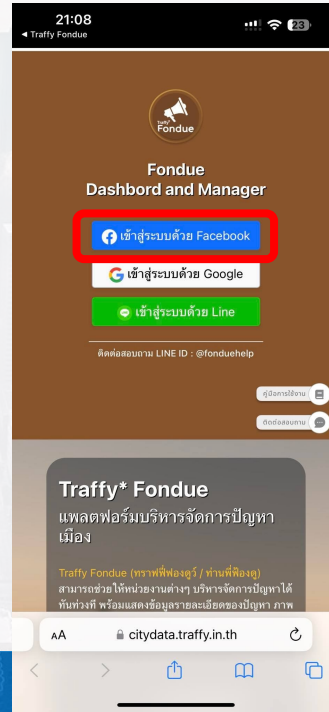 21:08
23
◀ Traffy Fondue
Traffy
Fondue
Fondue
Dashbord and Manager
เข้าสู่ระบบด้วย Facebook
เข้าสู่ระบบด้วย Google
เข้าสู่ระบบด้วย Line
ติดต่อสอบถาม LINE ID : @fonduehelp
คู่มือการใช้งาน
ติดต่อสอบถาม
Traffy* Fondue
แพลตฟอร์มบริหารจัดการปัญหา
เมือง
Traffy Fondue (ทราฟฟี่ฟองดูว์ / ท่านพี่ฟ้องดู)
สามารถช่วยให้หน่วยงานต่างๆ บริหารจัดการปัญหาได้
ทันท่วงที พร้อมแสดงข้อมูลรายละเอียดของปัญหา ภาพ
AA
citydata.traffy.in.th